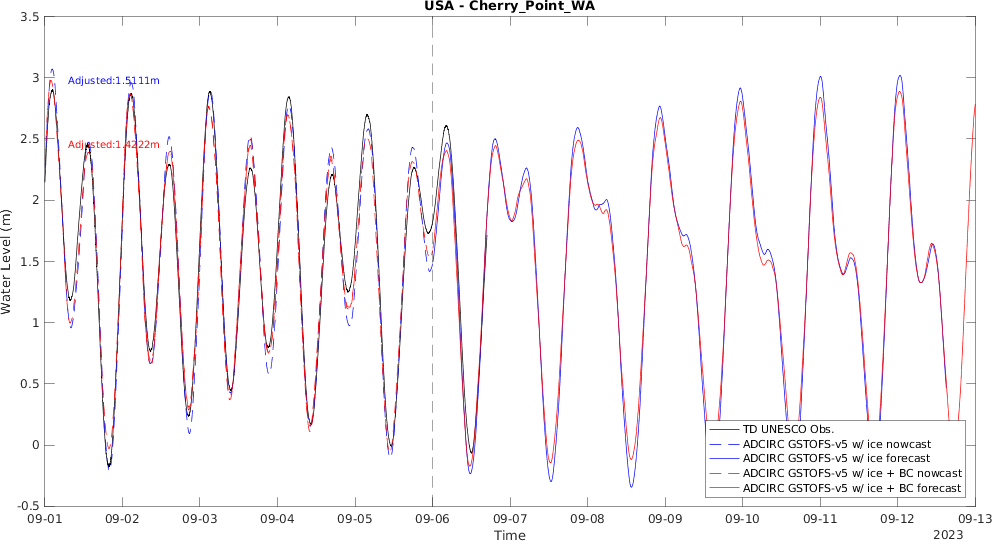 USA - Cherry_Point_WA
3.5
3
2.5
2
1.5
1
0.5
0
-0.5
Water Level (m)
Adjusted:1.5111m
Adjusted:1.4222m
TD UNESCO Obs.
ADCIRC GSTOFS-v5 w/ ice nowcast
ADCIRC GSTOFS-v5 w/ ice forecast
ADCIRC GSTOFS-v5 w/ ice + BC nowcast
ADCIRC GSTOFS-v5 w/ ice + BC forecast
09-01 09-02 09-03 09-04 09-05 09-06 09-07 09-08 09-09 09-10 09-11 09-12 09-13
Time
2023